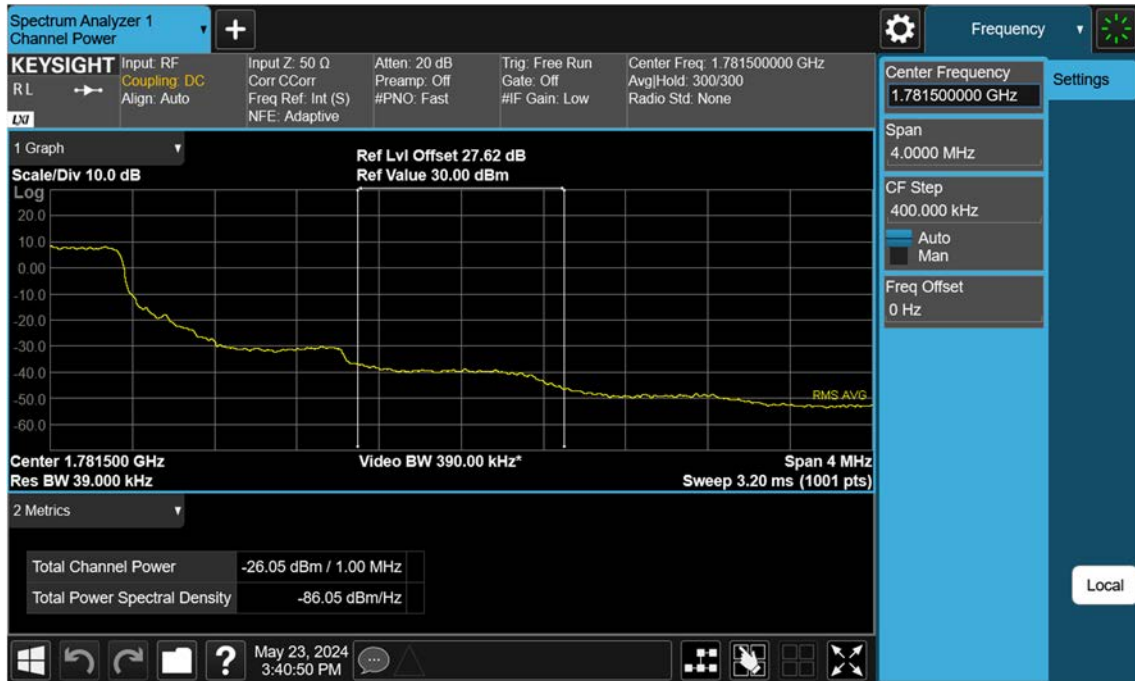 Spectrum Analyzer 1
Channel Power
+
Frequency
KEYSIGHT
R L
LXI
Input: RF
Coupling: DC
Align: Auto
Input Z: 50 Ω
Corr CCorr
Freq Ref: Int (S)
NFE: Adaptive
Atten: 20 dB
Preamp: Off
#PNO: Fast
Trig: Free Run
Gate: Off
#IF Gain: Low
Center Freq: 1.781500000 GHz
Avg|Hold: 300/300
Radio Std: None
Center Frequency
1.781500000 GHz
Settings
Span
4.0000 MHz
CF Step
400.000 kHz
Auto
Man
Freq Offset
0 Hz
Local
1 Graph
Scale/Div 10.0 dB
Ref Lvl Offset 27.62 dB
Ref Value 30.00 dBm
Log
20.0
10.0
0.00
-10.0
-20.0
-30.0
-40.0
-50.0
-60.0
RMS AVG
Center 1.781500 GHz
Video BW 390.00 kHz*
Span 4 MHz
Res BW 39.000 kHz
Sweep 3.20 ms (1001 pts)
2 Metrics
Total Channel Power -26.05 dBm / 1.00 MHz
Total Power Spectral Density -86.05 dBm/Hz
?
May 23, 2024
3:40:50 PM